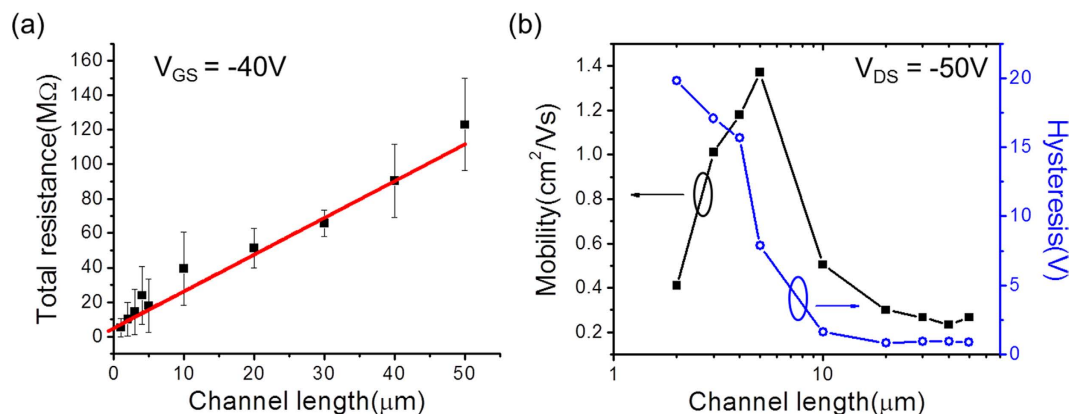 (a)
V_GS = -40V
Total resistance(MΩ)
160
140
120
100
80
60
40
20
0
0 10 20 30 40 50
Channel length(μm)
(b)
V_DS = -50V
Mobility(cm²/Vs)
1.4
1.2
1.0
0.8
0.6
0.4
0.2
1 10
Channel length(μm)
20
15
10
5
0
Hysteresis(V)